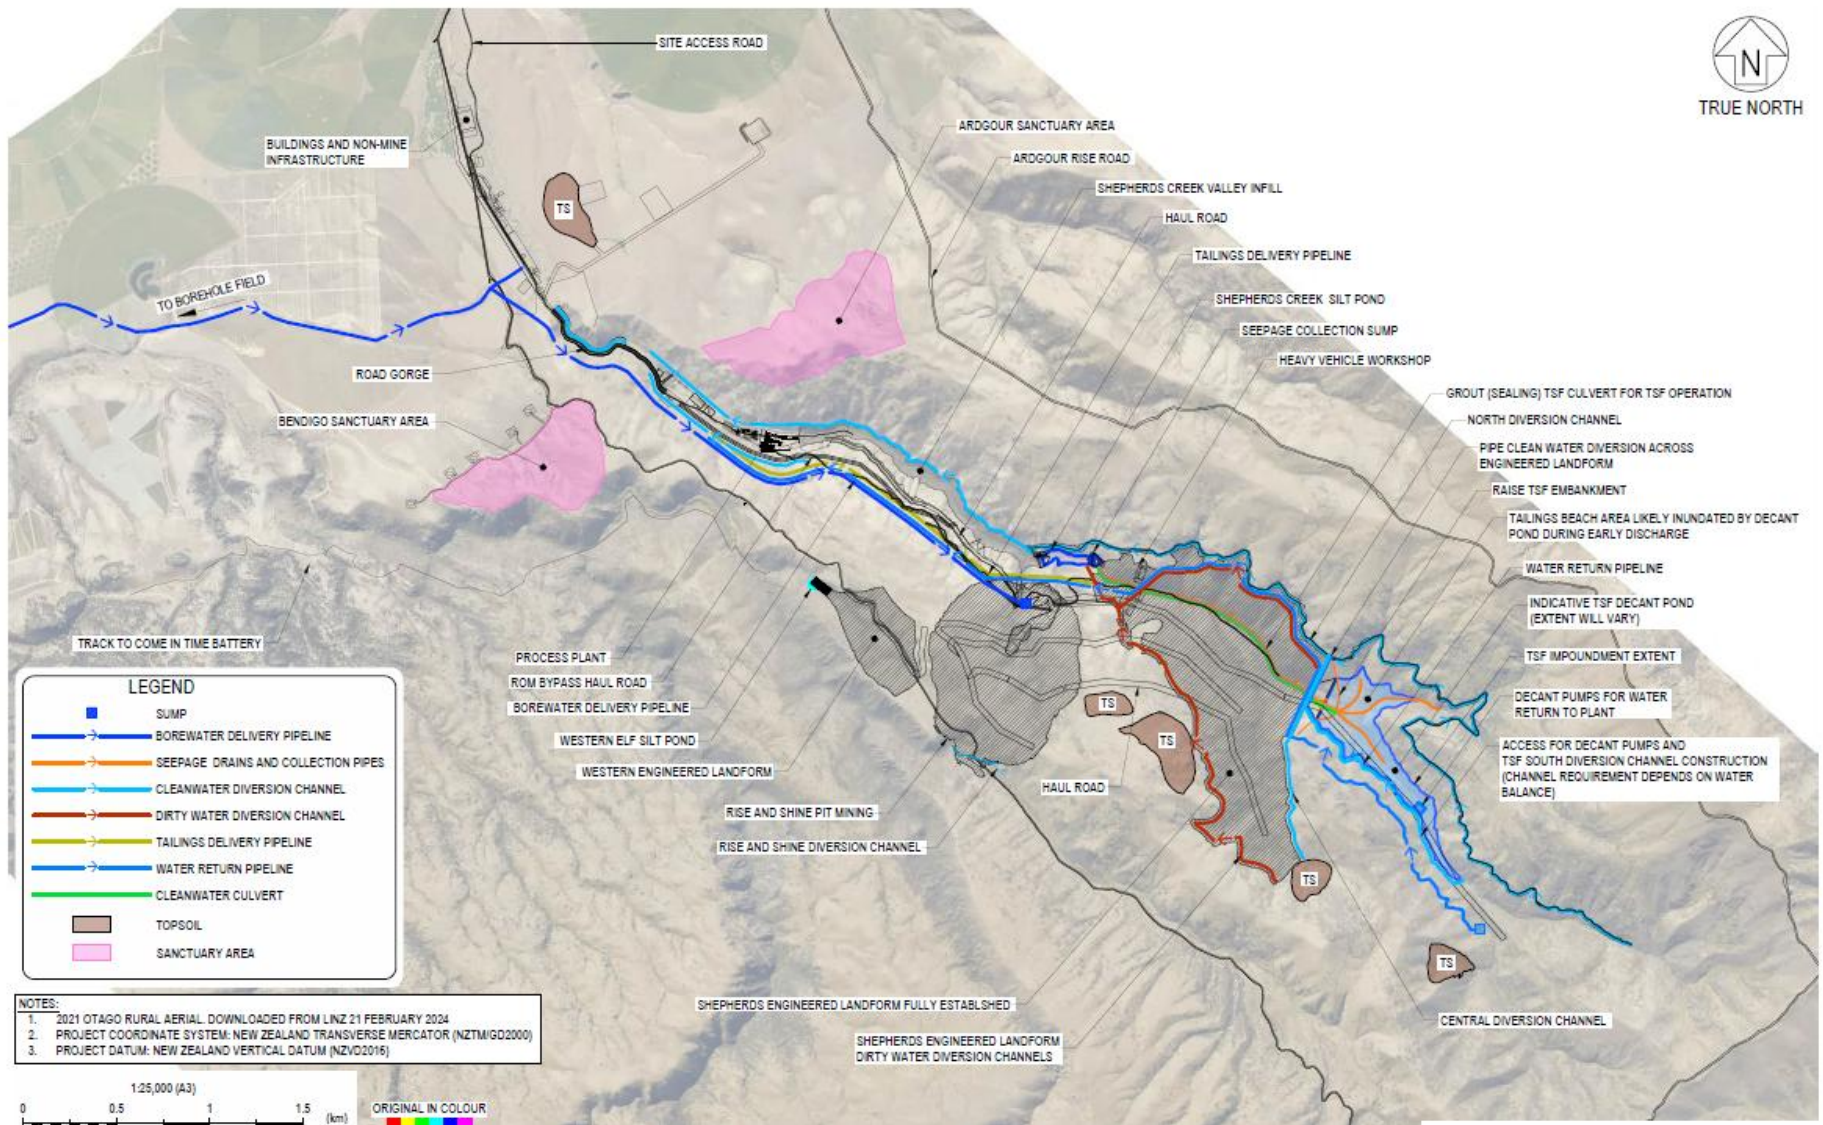 N
TRUE NORTH
SITE ACCESS ROAD
BUILDINGS AND NON-MINE
INFRASTRUCTURE
TS
ARDGOUR SANCTUARY AREA
ARDGOUR RISE ROAD
SHEPHERDS CREEK VALLEY INFILL
HAUL ROAD
TAILINGS DELIVERY PIPELINE
SHEPHERDS CREEK SILT POND
SEEPAGE COLLECTION SUMP
HEAVY VEHICLE WORKSHOP
GROUT (SEALING) TSF CULVERT FOR TSF OPERATION
NORTH DIVERSION CHANNEL
PIPE CLEAN WATER DIVERSION ACROSS
ENGINEERED LANDFORM
RAISE TSF EMBANKMENT
TAILINGS BEACH AREA LIKELY INUNDATED BY DECANT
POND DURING EARLY DISCHARGE
WATER RETURN PIPELINE
INDICATIVE TSF DECANT POND
(EXTENT WILL VARY)
TSF IMPOUNDMENT EXTENT
DECANT PUMPS FOR WATER
RETURN TO PLANT
ACCESS FOR DECANT PUMPS AND
TSF SOUTH DIVERSION CHANNEL CONSTRUCTION
(CHANNEL REQUIREMENT DEPENDS ON WATER
BALANCE)
TO BOREHOLE FIELD
ROAD GORGE
BENDIGO SANCTUARY AREA
TRACK TO COME IN TIME BATTERY
PROCESS PLANT
ROM BYPASS HAUL ROAD
BOREWATER DELIVERY PIPELINE
WESTERN ELF SILT POND
WESTERN ENGINEERED LANDFORM
RISE AND SHINE PIT MINING
RISE AND SHINE DIVERSION CHANNEL
HAUL ROAD
TS
TS
TS
TS
SHEPHERDS ENGINEERED LANDFORM FULLY ESTABLSHED
SHEPHERDS ENGINEERED LANDFORM
DIRTY WATER DIVERSION CHANNELS
CENTRAL DIVERSION CHANNEL
LEGEND
SUMP
BOREWATER DELIVERY PIPELINE
SEEPAGE DRAINS AND COLLECTION PIPES
CLEANWATER DIVERSION CHANNEL
DIRTY WATER DIVERSION CHANNEL
TAILINGS DELIVERY PIPELINE
WATER RETURN PIPELINE
CLEANWATER CULVERT
TOPSOIL
SANCTUARY AREA
NOTES:
1. 2021 OTAGO RURAL AERIAL. DOWNLOADED FROM LINZ 21 FEBRUARY 2024
2. PROJECT COORDINATE SYSTEM: NEW ZEALAND TRANSVERSE MERCATOR (NZTM/GD2000)
3. PROJECT DATUM: NEW ZEALAND VERTICAL DATUM (NZVD2016)
1:25,000 (A3)
0 0.5 1 1.5 (km)
ORIGINAL IN COLOUR